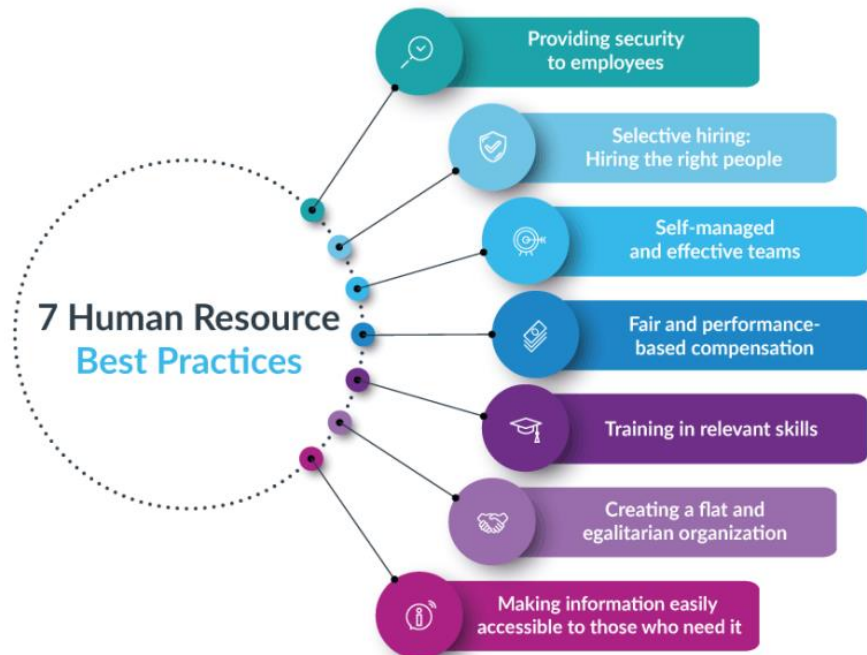 Providing security
to employees
Selective hiring:
Hiring the right people
Self-managed
and effective teams
7 Human Resource
Best Practices
Fair and performance-
based compensation
Training in relevant skills
Creating a flat and
egalitarian organization
Making information easily
accessible to those who need it